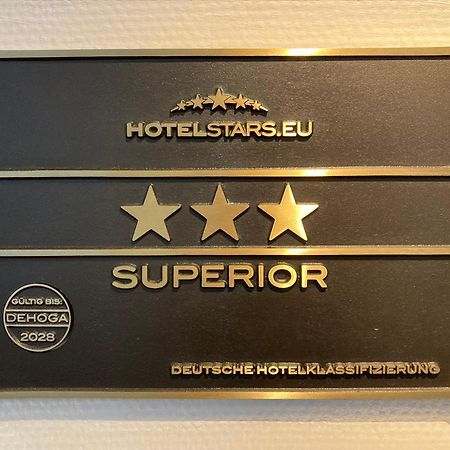 HOTELSTARS.EU
SUPERIOR
GÜLTIG BIS:
DEHOGA
2028
DEUTSCHE HOTELKLASSIFIZIERUNG